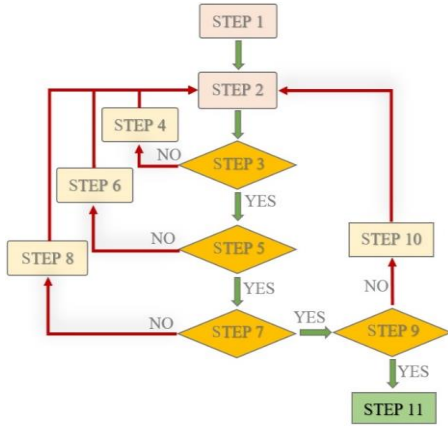 STEP 1
STEP 2
STEP 4
NO
STEP 3
YES
STEP 6
NO
STEP 5
STEP 10
STEP 8
YES
NO
NO
STEP 7
YES
STEP 9
YES
STEP 11